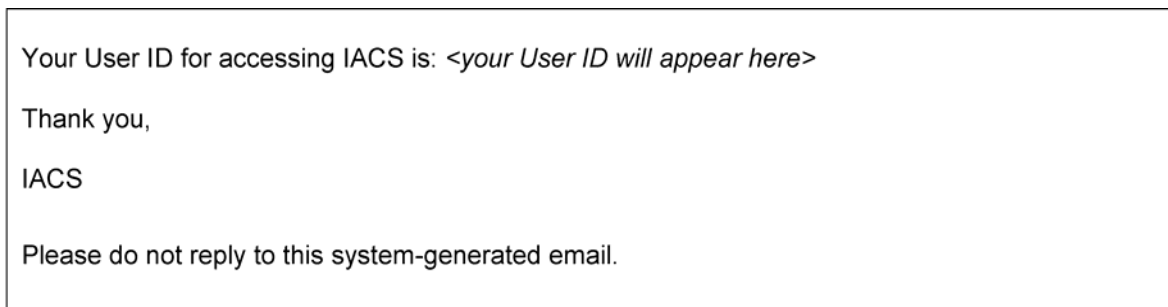 Your User ID for accessing IACS is: <your User ID will appear here>
Thank you,
IACS
Please do not reply to this system-generated email.